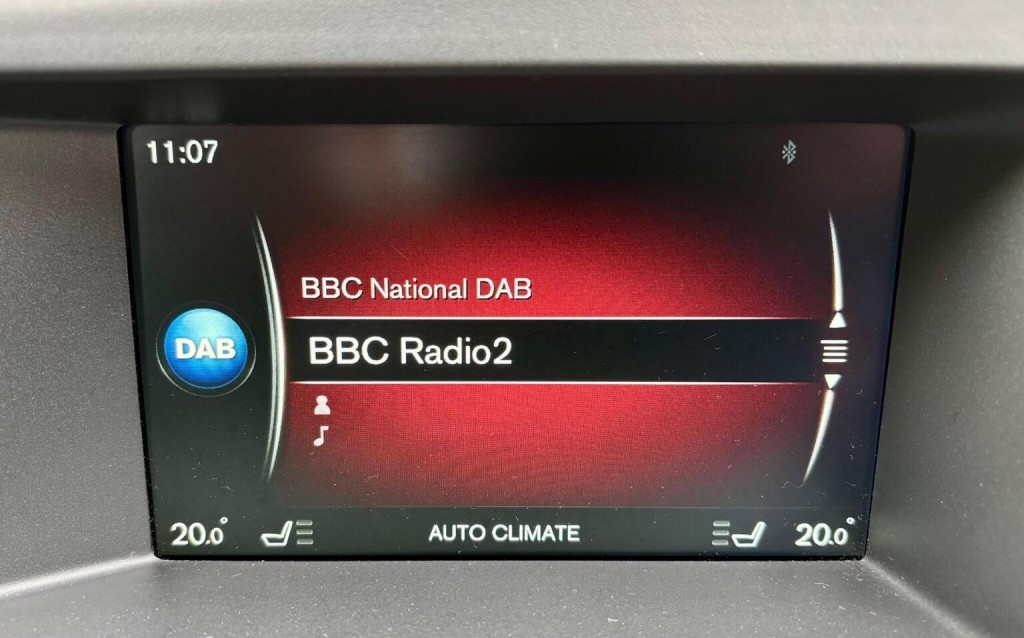 11:07
BBC National DAB
DAB
BBC Radio2
20.0°
AUTO CLIMATE
20.0°